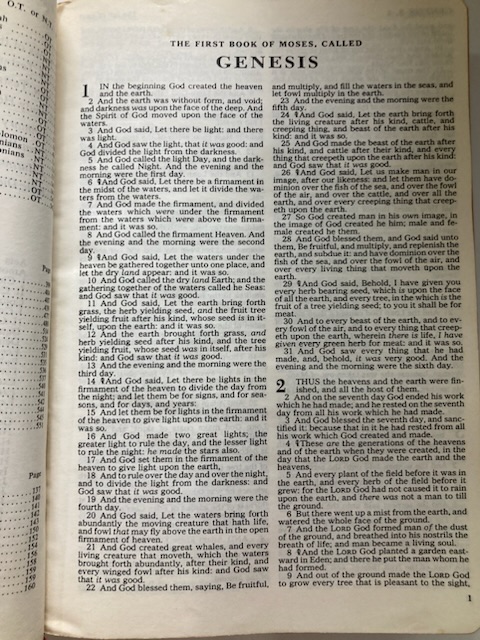 O.T. or N.T.
THE FIRST BOOK OF MOSES, CALLED
GENESIS
1 IN the beginning God created the heaven
and the earth.
2 And the earth was without form, and void;
and darkness was upon the face of the deep. And
the Spirit of God moved upon the face of the
waters.
3 And God said, Let there be light: and there
was light.
4 And God saw the light, that it was good: and
God divided the light from the darkness.
5 And God called the light Day, and the dark-
ness he called Night. And the evening and the
morning were the first day.
6 ¶And God said, Let there be a firmament in
the midst of the waters, and let it divide the wa-
ters from the waters.
7 And God made the firmament, and divided
the waters which were under the firmament
from the waters which were above the firma-
ment: and it was so.
8 And God called the firmament Heaven. And
the evening and the morning were the second
day.
9 ¶And God said, Let the waters under the
heaven be gathered together unto one place, and
let the dry land appear: and it was so.
10 And God called the dry land Earth; and the
gathering together of the waters called he Seas:
and God saw that it was good.
11 And God said, Let the earth bring forth
grass, the herb yielding seed, and the fruit tree
yielding fruit after his kind, whose seed is in it-
self, upon the earth: and it was so.
12 And the earth brought forth grass, and
herb yielding seed after his kind, and the tree
yielding fruit, whose seed was in itself, after his
kind: and God saw that it was good.
13 And the evening and the morning were the
third day.
14 ¶And God said, Let there be lights in the
firmament of the heaven to divide the day from
the night; and let them be for signs, and for sea-
sons, and for days, and years:
15 And let them be for lights in the firmament
of the heaven to give light upon the earth: and it
was so.
16 And God made two great lights; the
greater light to rule the day, and the lesser light
to rule the night: he made the stars also.
17 And God set them in the firmament of the
heaven to give light upon the earth,
18 And to rule over the day and over the night,
and to divide the light from the darkness: and
God saw that it was good.
19 And the evening and the morning were the
fourth day.
20 And God said, Let the waters bring forth
abundantly the moving creature that hath life,
and fowl that may fly above the earth in the open
firmament of heaven.
21 And God created great whales, and every
living creature that moveth, which the waters
brought forth abundantly, after their kind, and
every winged fowl after his kind: and God saw
that it was good.
22 And God blessed them, saying, Be fruitful,
and multiply, and fill the waters in the seas, and
let fowl multiply in the earth.
23 And the evening and the morning were the
fifth day.
24 ¶And God said, Let the earth bring forth
the living creature after his kind, cattle, and
creeping thing, and beast of the earth after his
kind: and it was so.
25 And God made the beast of the earth after
his kind, and cattle after their kind, and every
thing that creepeth upon the earth after his kind:
and God saw that it was good.
26 ¶And God said, Let us make man in our
image, after our likeness: and let them have do-
minion over the fish of the sea, and over the fowl
of the air, and over the cattle, and over all the
earth, and over every creeping thing that creep-
eth upon the earth.
27 So God created man in his own image, in
the image of God created he him; male and fe-
male created he them.
28 And God blessed them, and God said unto
them, Be fruitful, and multiply, and replenish the
earth, and subdue it: and have dominion over the
fish of the sea, and over the fowl of the air, and
over every living thing that moveth upon the
earth.
29 ¶And God said, Behold, I have given you
every herb bearing seed, which is upon the face
of all the earth, and every tree, in the which is the
fruit of a tree yielding seed; to you it shall be for
meat.
30 And to every beast of the earth, and to ev-
ery fowl of the air, and to every thing that creep-
eth upon the earth, wherein there is life, I have
given every green herb for meat: and it was so.
31 And God saw every thing that he had
made, and, behold, it was very good. And the
evening and the morning were the sixth day.
2 THUS the heavens and the earth were fin-
ished, and all the host of them.
2 And on the seventh day God ended his work
which he had made; and he rested on the seventh
day from all his work which he had made.
3 And God blessed the seventh day, and sanc-
tified it: because that in it he had rested from all
his work which God created and made.
4 ¶These are the generations of the heavens
and of the earth when they were created, in the
day that the LORD God made the earth and the
heavens,
5 And every plant of the field before it was in
the earth, and every herb of the field before it
grew: for the LORD God had not caused it to rain
upon the earth, and there was not a man to till
the ground.
6 But there went up a mist from the earth, and
watered the whole face of the ground.
7 And the LORD God formed man of the dust
of the ground, and breathed into his nostrils the
breath of life; and man became a living soul.
8 ¶And the LORD God planted a garden east-
ward in Eden; and there he put the man whom he
had formed.
9 And out of the ground made the LORD God
to grow every tree that is pleasant to the sight,
1